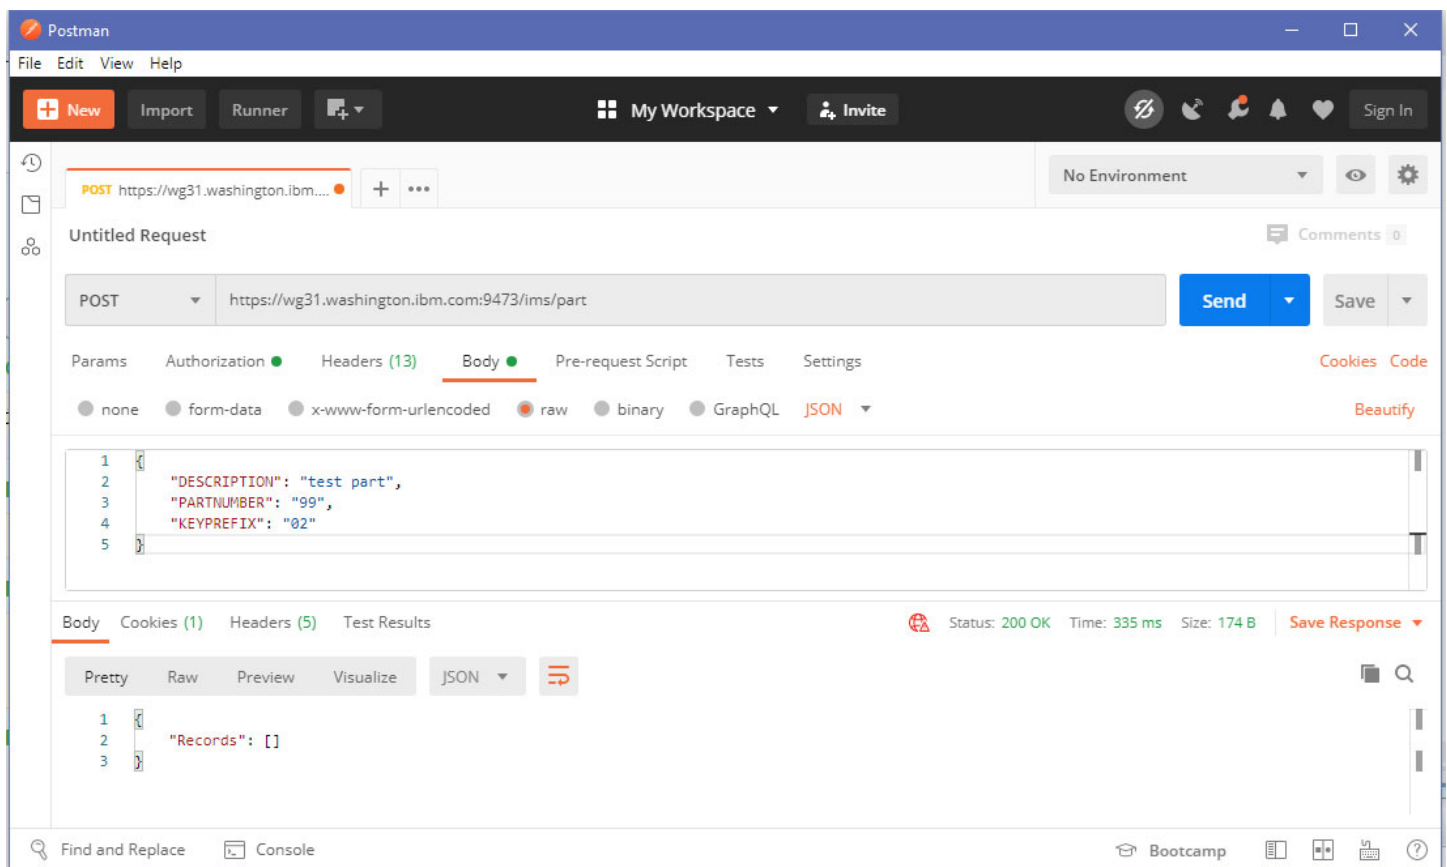 Postman
File Edit View Help
New Import Runner My Workspace Invite Sign In
POST https://wg31.washington.ibm.... No Environment
Untitled Request Comments 0
POST https://wg31.washington.ibm.com:9473/ims/part Send Save
Params Authorization Headers (13) Body Pre-request Script Tests Settings Cookies Code
none form-data x-www-form-urlencoded raw binary GraphQL JSON Beautify
1 {
2 "DESCRIPTION": "test part",
3 "PARTNUMBER": "99",
4 "KEYPREFIX": "02"
5 }
Body Cookies (1) Headers (5) Test Results Status: 200 OK Time: 335 ms Size: 174 B Save Response
Pretty Raw Preview Visualize JSON
1 {
2 "Records": []
3 }
Find and Replace Console Bootcamp